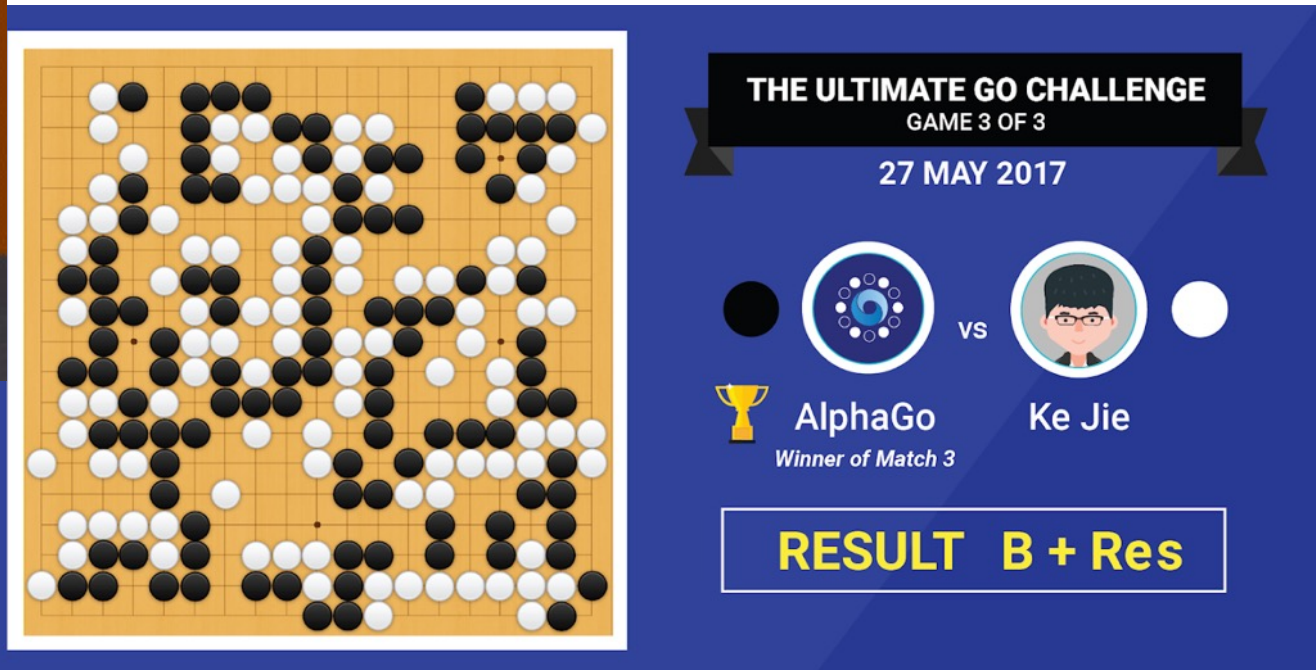 THE ULTIMATE GO CHALLENGE
GAME 3 OF 3
27 MAY 2017
VS
AlphaGo
Ke Jie
Winner of Match 3
RESULT B + Res